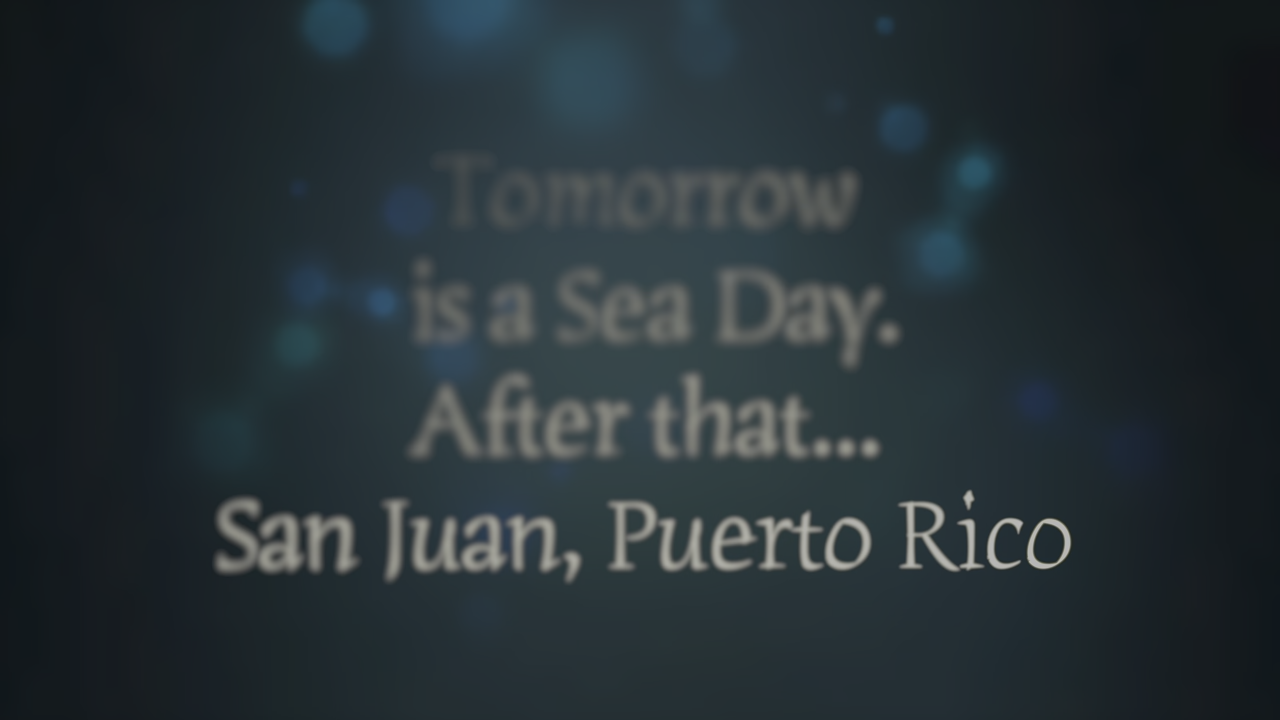 Tomorrow
is a Sea Day.
After that...
San Juan, Puerto Rico